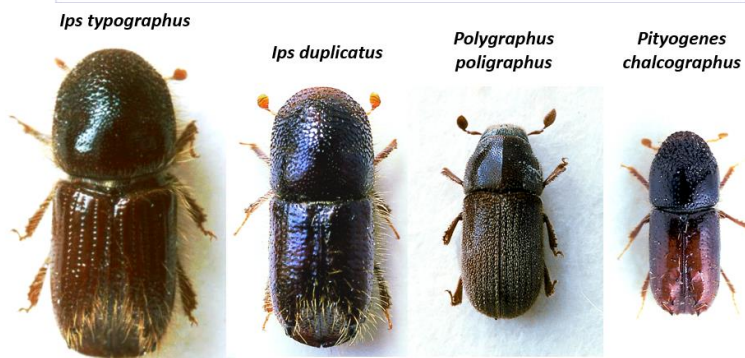 Ips typographus
Ips duplicatus
Polygraphus
poligraphus
Pityogenes
chalcographus